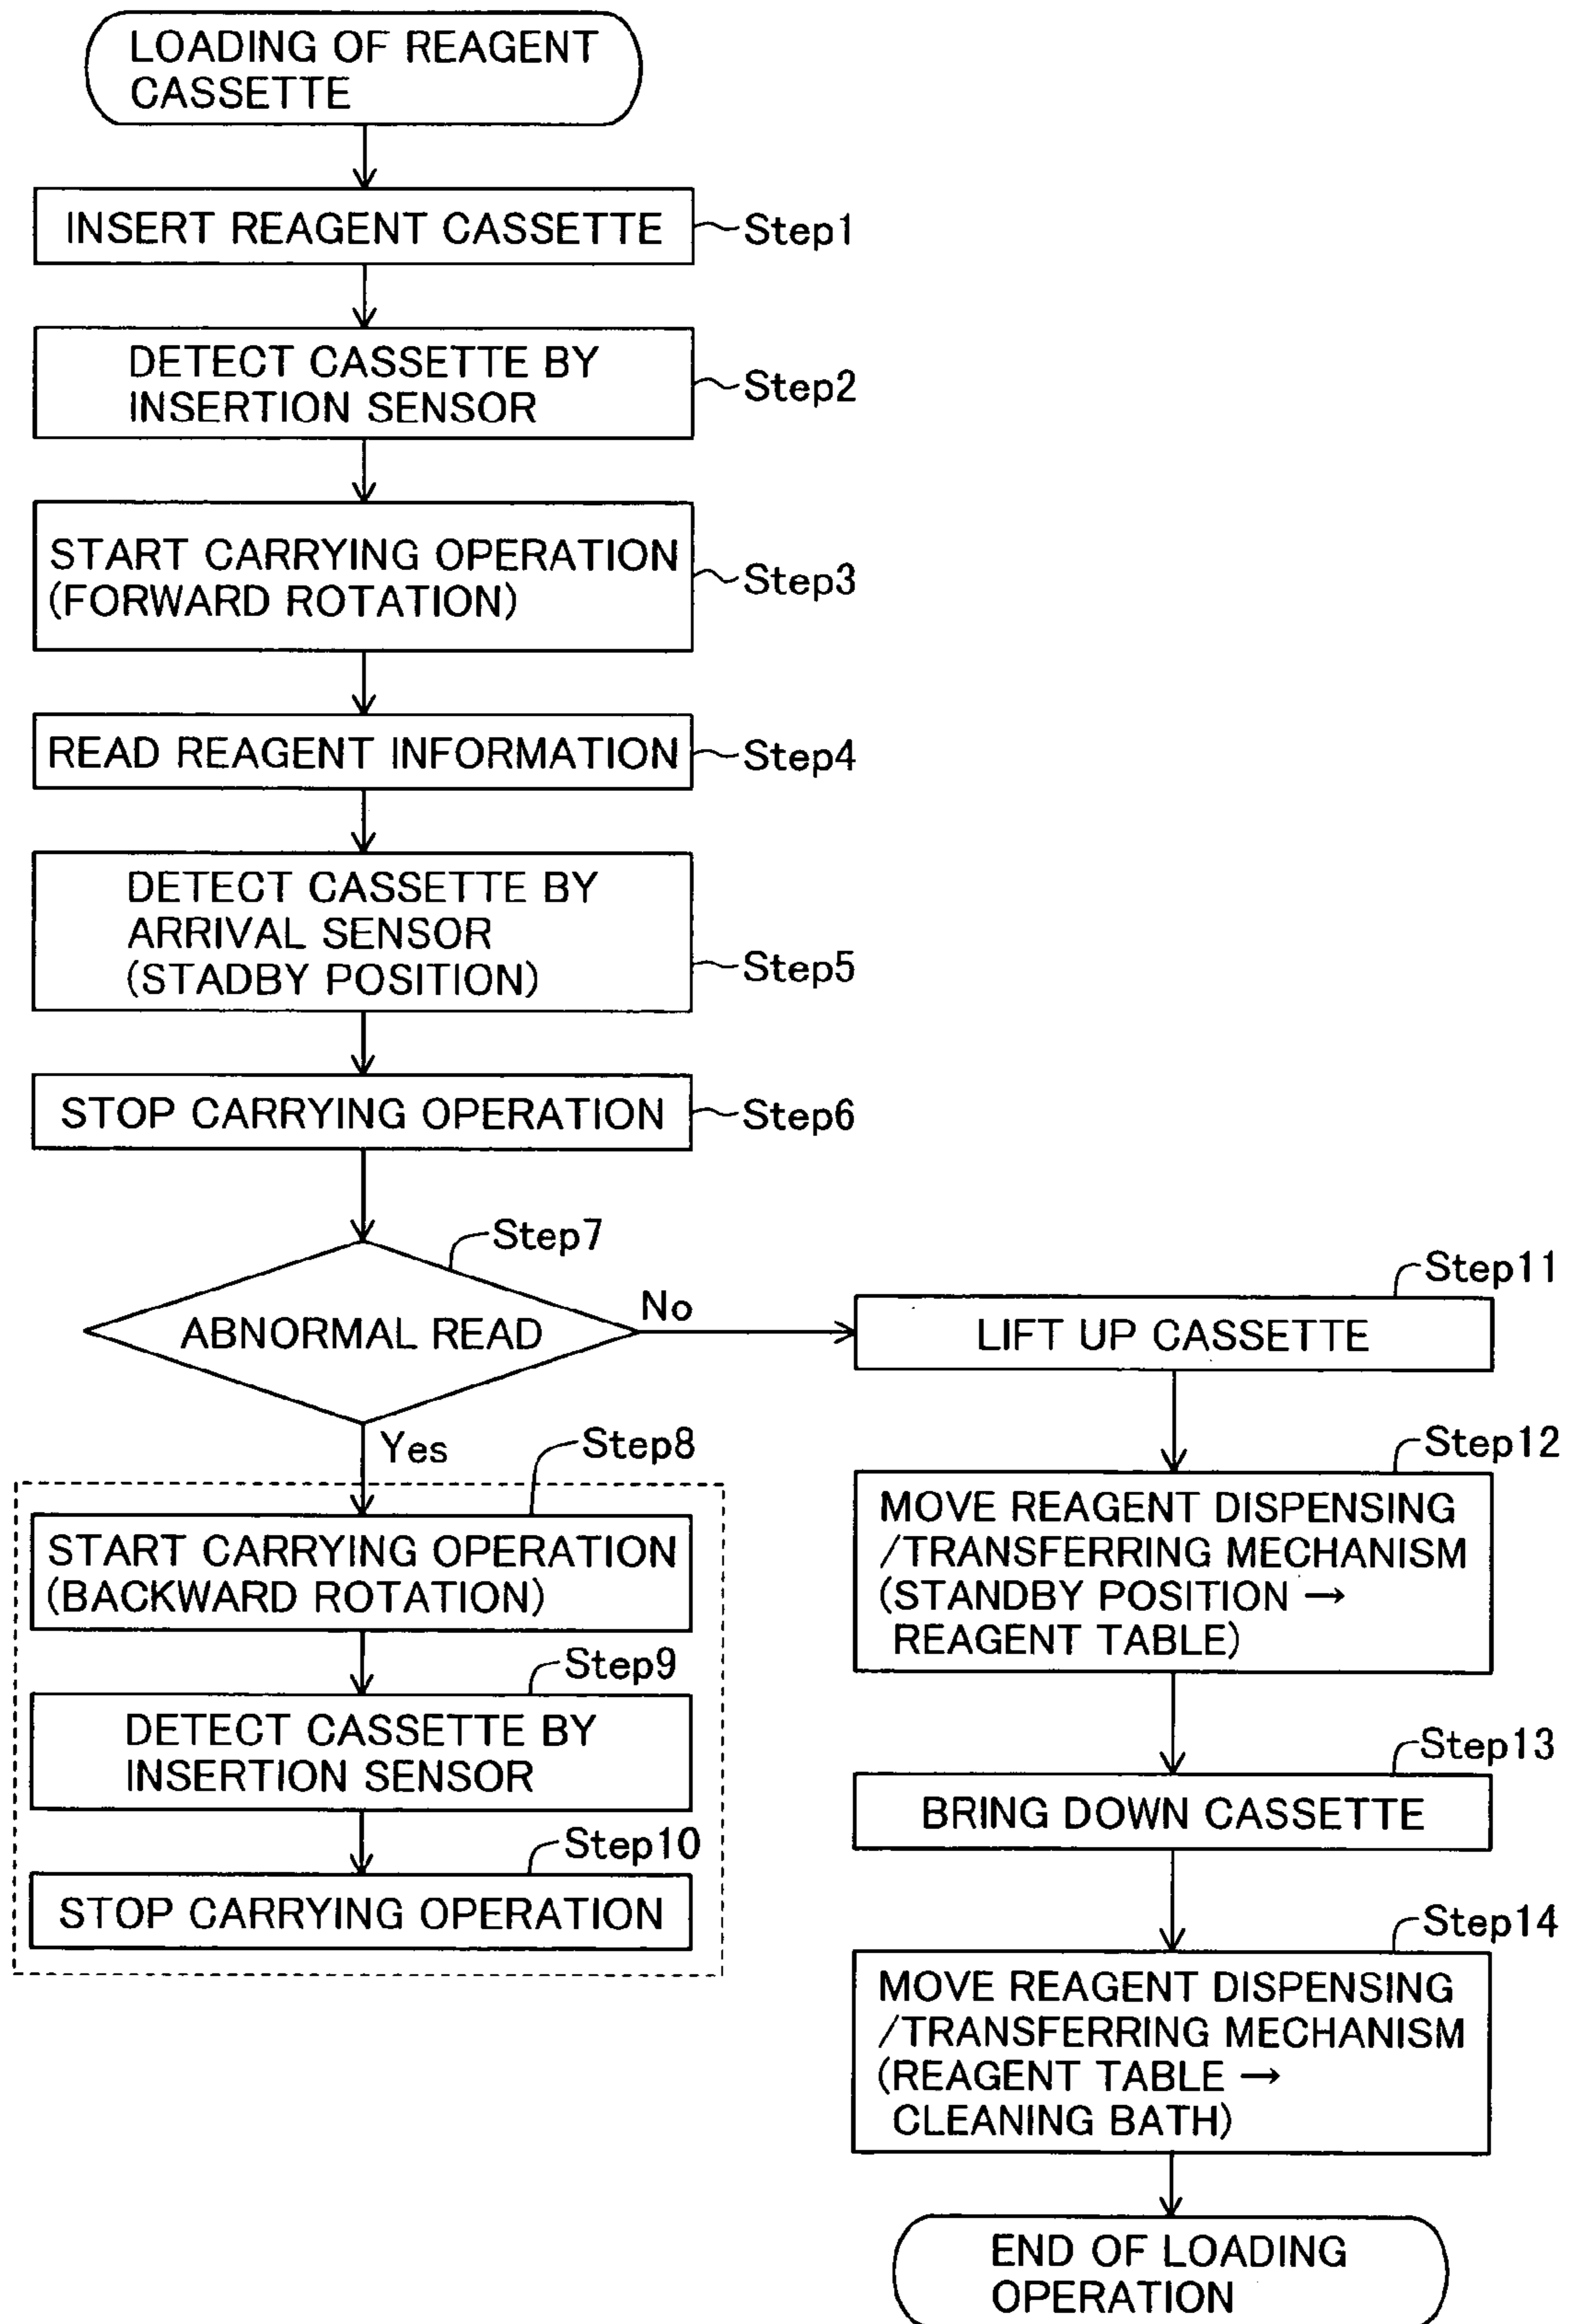 LOADING OF REAGENT
CASSETTE
INSERT REAGENT CASSETTE
Step1
DETECT CASSETTE BY
INSERTION SENSOR
Step2
START CARRYING OPERATION
(FORWARD ROTATION)
Step3
READ REAGENT INFORMATION
Step4
DETECT CASSETTE BY
ARRIVAL SENSOR
(STADBY POSITION)
Step5
STOP CARRYING OPERATION
Step6
Step7
ABNORMAL READ
No
Yes
Step8
START CARRYING OPERATION
(BACKWARD ROTATION)
Step9
DETECT CASSETTE BY
INSERTION SENSOR
Step10
STOP CARRYING OPERATION
Step11
LIFT UP CASSETTE
Step12
MOVE REAGENT DISPENSING
/TRANSFERRING MECHANISM
(STANDBY POSITION →
REAGENT TABLE)
Step13
BRING DOWN CASSETTE
Step14
MOVE REAGENT DISPENSING
/TRANSFERRING MECHANISM
(REAGENT TABLE →
CLEANING BATH)
END OF LOADING
OPERATION